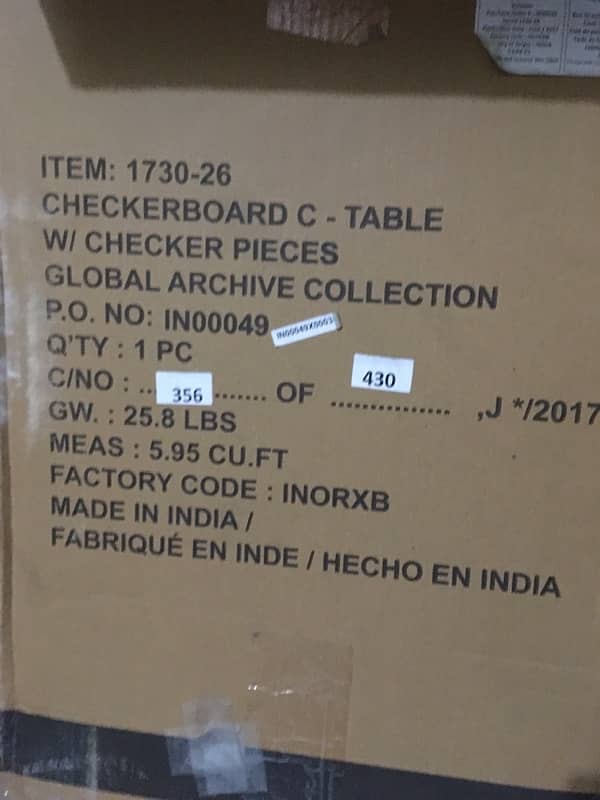 ITEM: 1730-26
CHECKERBOARD C - TABLE
W/ CHECKER PIECES
GLOBAL ARCHIVE COLLECTION
P.O. NO: IN00049 IN00049X0003
Q'TY : 1 PC
C/NO : .. 356 ....... OF 430 ................ ,J */2017
GW. : 25.8 LBS
MEAS : 5.95 CU.FT
FACTORY CODE : INORXB
MADE IN INDIA /
FABRIQUÉ EN INDE / HECHO EN INDIA